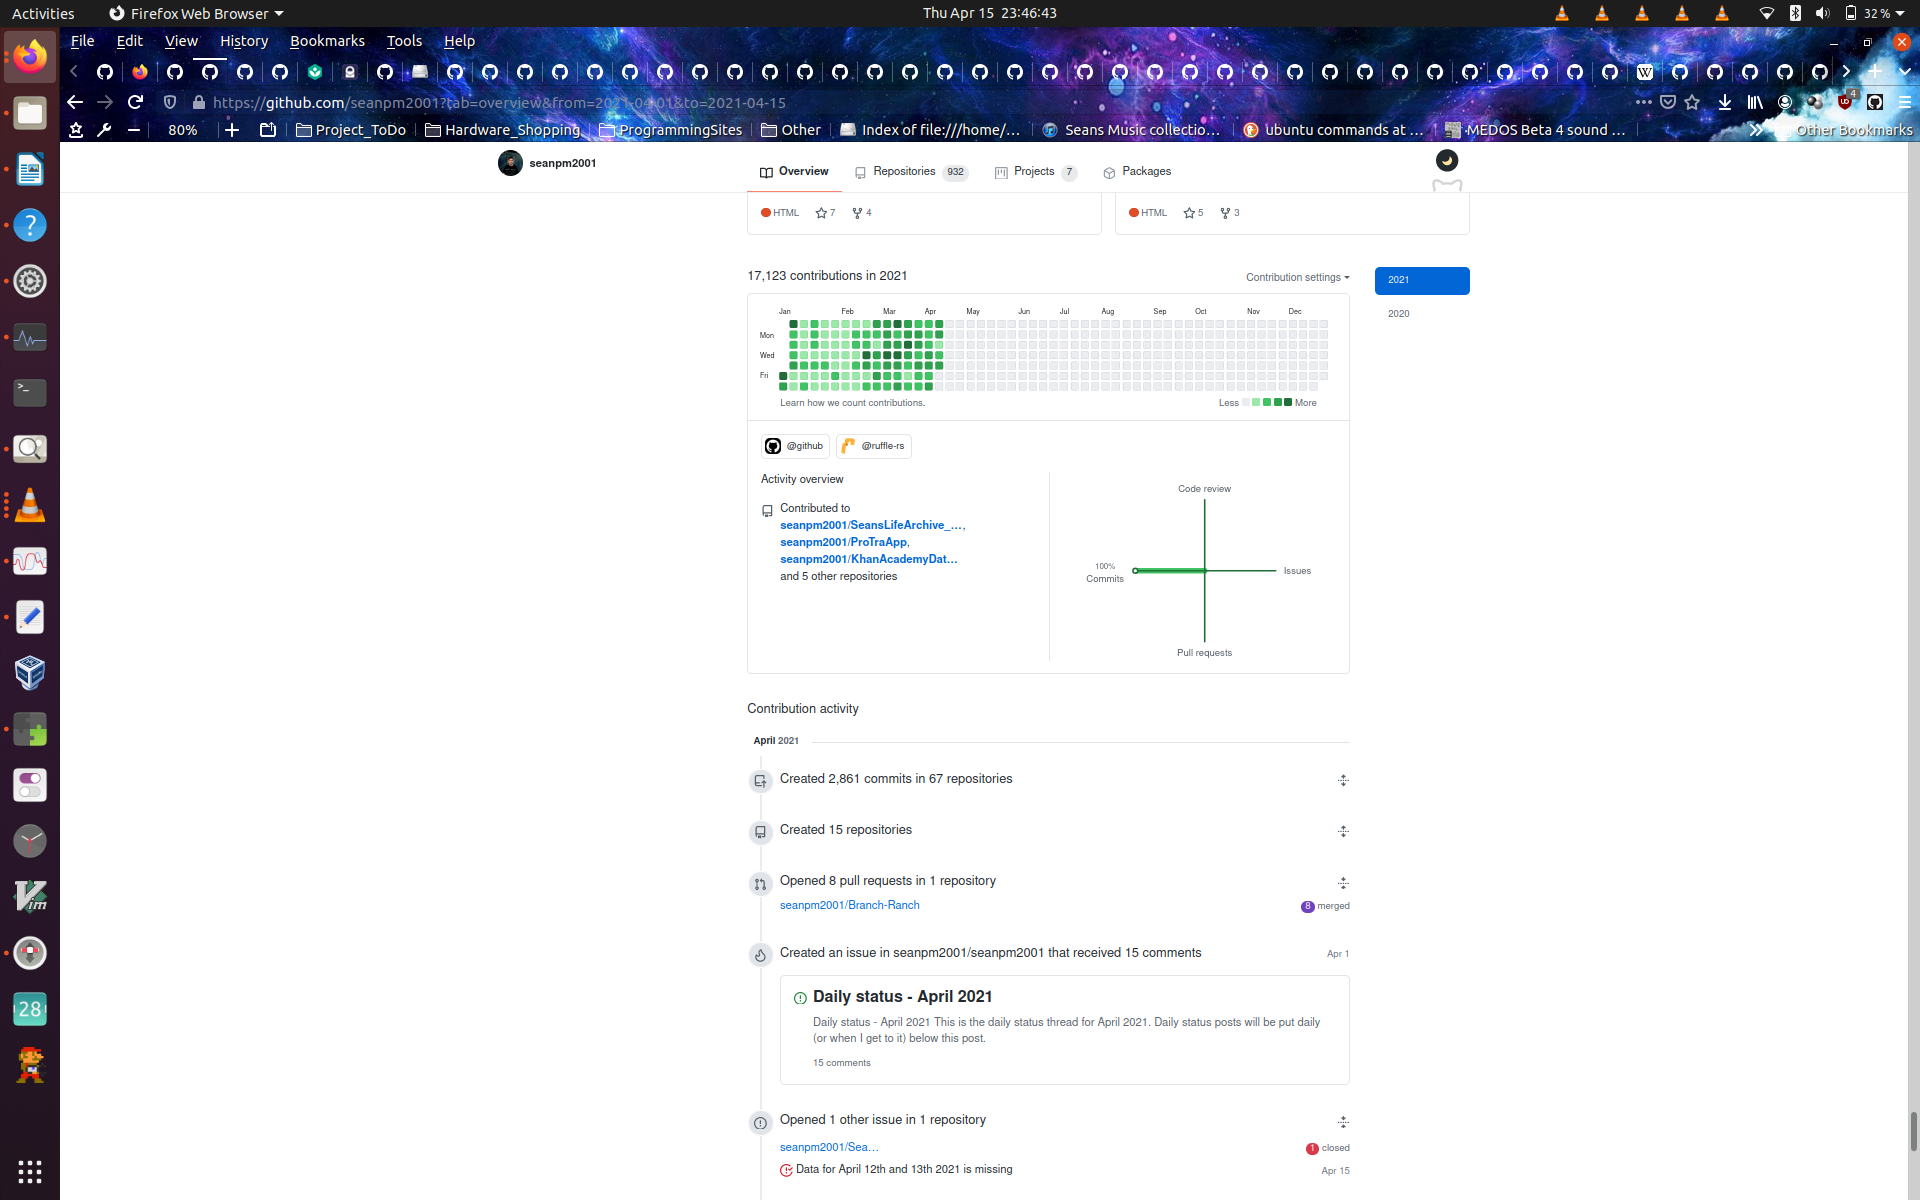 Activities
Firefox Web Browser
Thu Apr 15 23:46:43
32 %
File Edit View History Bookmarks Tools Help
W
https://github.com/seanpm2001?tab=overview&from=2021-04-01&to=2021-04-15
4
80%
Project_ToDo
Hardware_Shopping
ProgrammingSites
Other
Index of file:///home/…
Seans Music collectio…
ubuntu commands at …
MEDOS Beta 4 sound …
Other Bookmarks
seanpm2001
Overview
Repositories 932
Projects 7
Packages
HTML 7 4
HTML 5 3
17,123 contributions in 2021
Contribution settings
2021
2020
Jan Feb Mar Apr May Jun Jul Aug Sep Oct Nov Dec
Mon
Wed
Fri
Learn how we count contributions.
Less More
@github
@ruffle-rs
Activity overview
Contributed to
seanpm2001/SeansLifeArchive_…,
seanpm2001/ProTraApp,
seanpm2001/KhanAcademyDat…
and 5 other repositories
Code review
100%
Commits
Issues
Pull requests
Contribution activity
April 2021
Created 2,861 commits in 67 repositories
Created 15 repositories
Opened 8 pull requests in 1 repository
seanpm2001/Branch-Ranch
8 merged
Created an issue in seanpm2001/seanpm2001 that received 15 comments
Apr 1
Daily status - April 2021
Daily status - April 2021 This is the daily status thread for April 2021. Daily status posts will be put daily
(or when I get to it) below this post.
15 comments
Opened 1 other issue in 1 repository
seanpm2001/Sea…
1 closed
Data for April 12th and 13th 2021 is missing
Apr 15
28